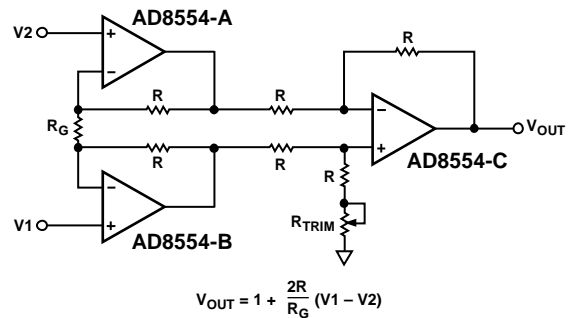 AD8554-A
V2
+
−
R
R
R
RG
R
R
−
+
VOUT
AD8554-C
R
−
+
V1
RTRIM
AD8554-B
VOUT = 1 + 2R/RG (V1 – V2)